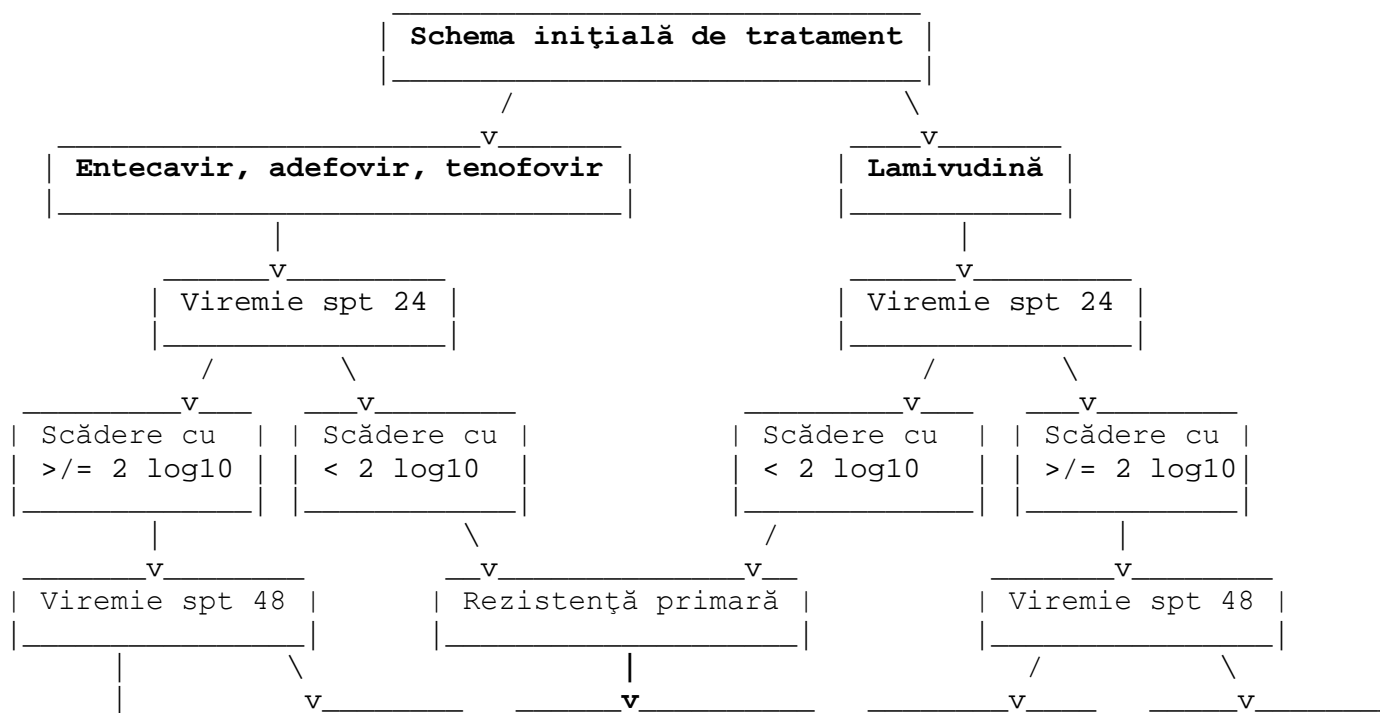 Schema iniţială de tratament
Entecavir, adefovir, tenofovir Lamivudină
Viremie spt 24 Viremie spt 24
Scădere cu Scădere cu Scădere cu Scădere cu
>/= 2 log10 < 2 log10 < 2 log10 >/= 2 log10
Viremie spt 48 Rezistenţă primară Viremie spt 48